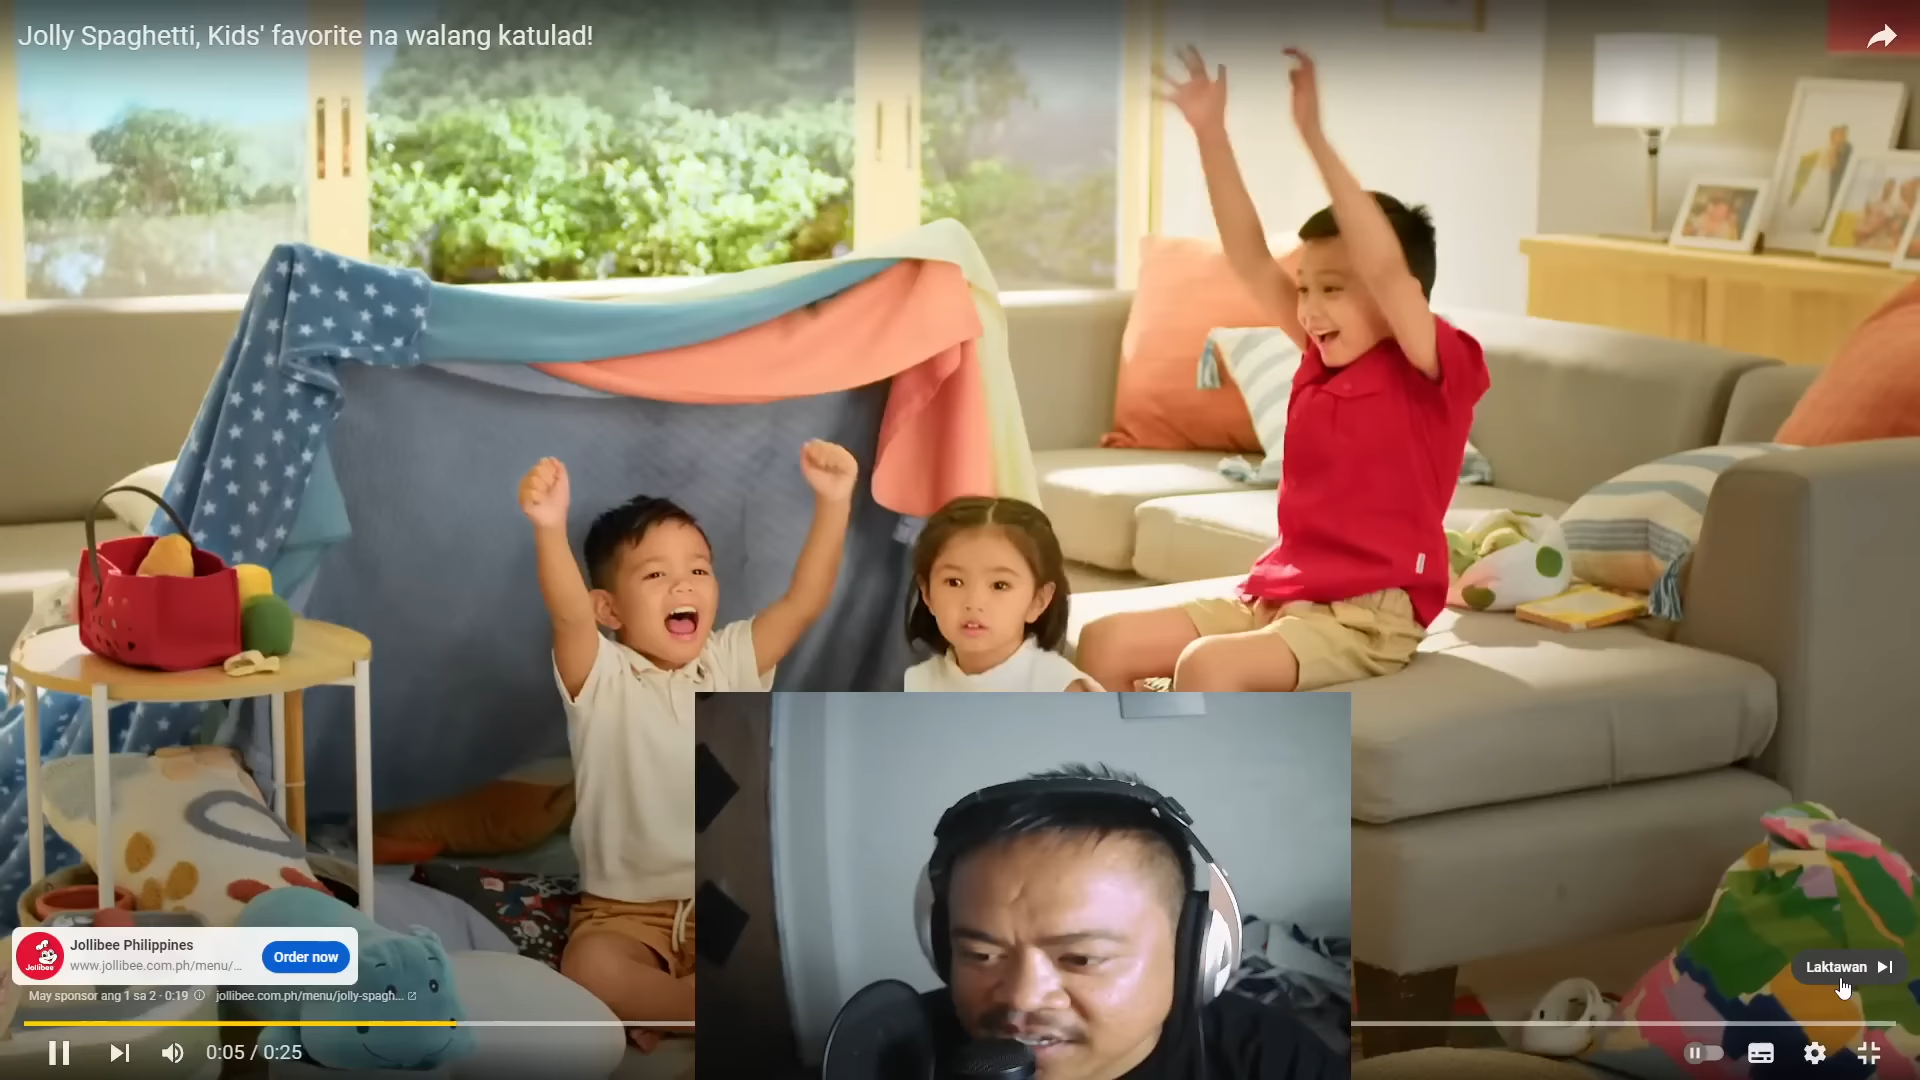 Jolly Spaghetti, Kids' favorite na walang katulad!
Jollibee
Jollibee Philippines
www.jollibee.com.ph/menu/...
Order now
May sponsor ang 1 sa 2 · 0:19
jollibee.com.ph/menu/jolly-spagh...
Laktawan
0:05 / 0:25